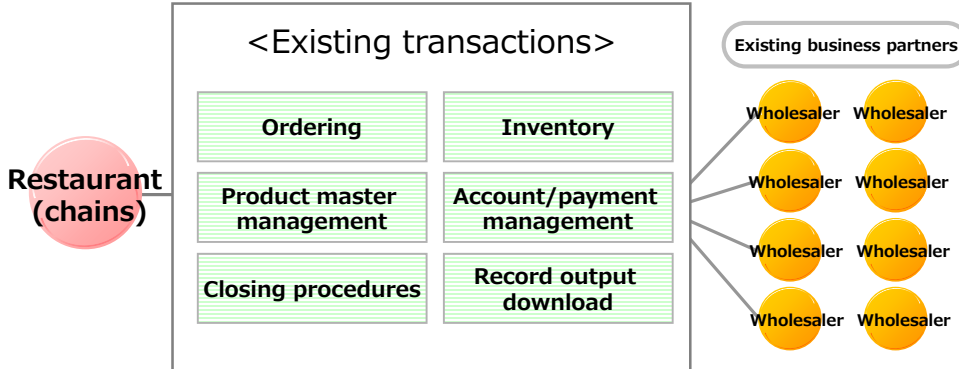 <Existing transactions>
Existing business partners
Ordering
Inventory
Wholesaler
Wholesaler
Restaurant
(chains)
Product master
management
Account/payment
management
Wholesaler
Wholesaler
Closing procedures
Record output
download
Wholesaler
Wholesaler
Wholesaler
Wholesaler